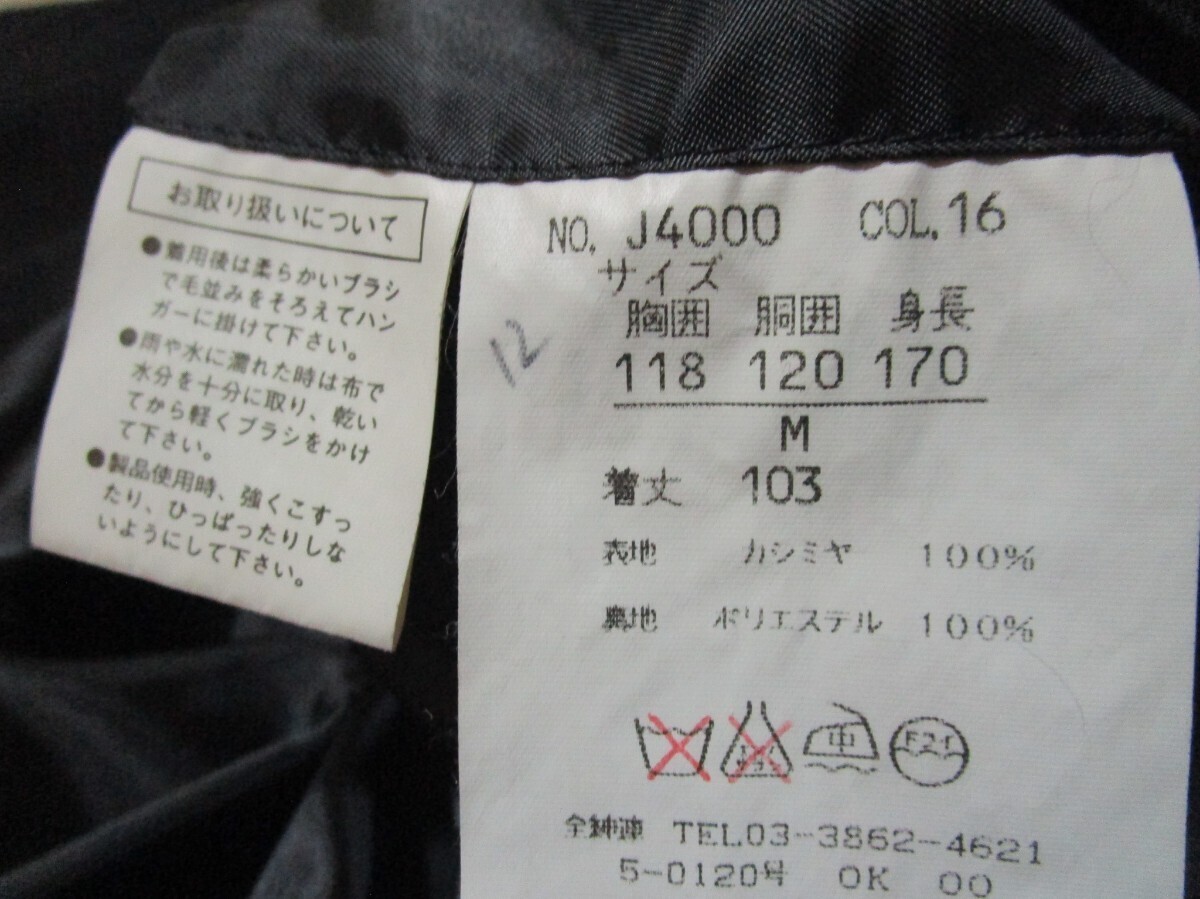 お取り扱いについて
●着用後は柔らかいブラシ
で毛並みをそろえてハン
ガーに掛けて下さい。
●雨や水に濡れた時は布で
水分を十分に取り、乾い
てから軽くブラシをかけ
て下さい。
●製品使用時、強くこすっ
たり、ひっぱったりしな
いようにして下さい。
NO. J4000 COL.16
サイズ
胸囲 胴囲 身長
12
118 120 170
M
着丈 103
表地 カシミヤ 100%
裏地 ポリエステル 100%
中
TEL03-3862-4621
5-0120号 OK 00